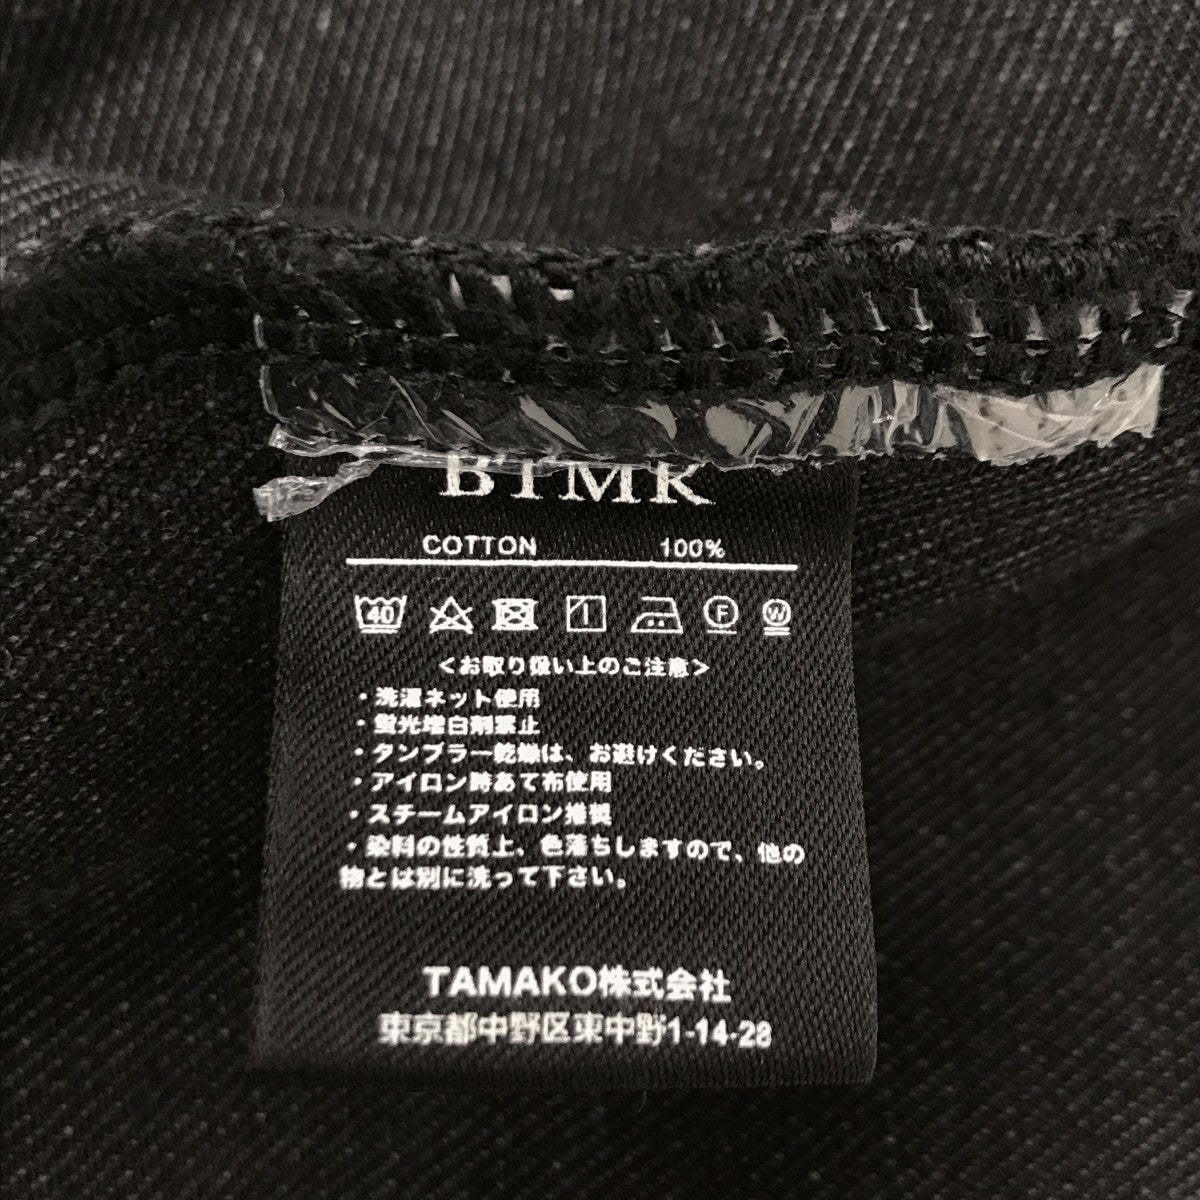 BTMK
COTTON 100%
40 1 F W
<お取り扱い上のご注意>
・洗濯ネット使用
・蛍光増白剤禁止
・タンブラー乾燥は、お避けください。
・アイロン時あて布使用
・スチームアイロン推奨
・染料の性質上、色落ちしますので、他の
物とは別に洗って下さい。
TAMAKO株式会社
東京都中野区東中野1-14-28